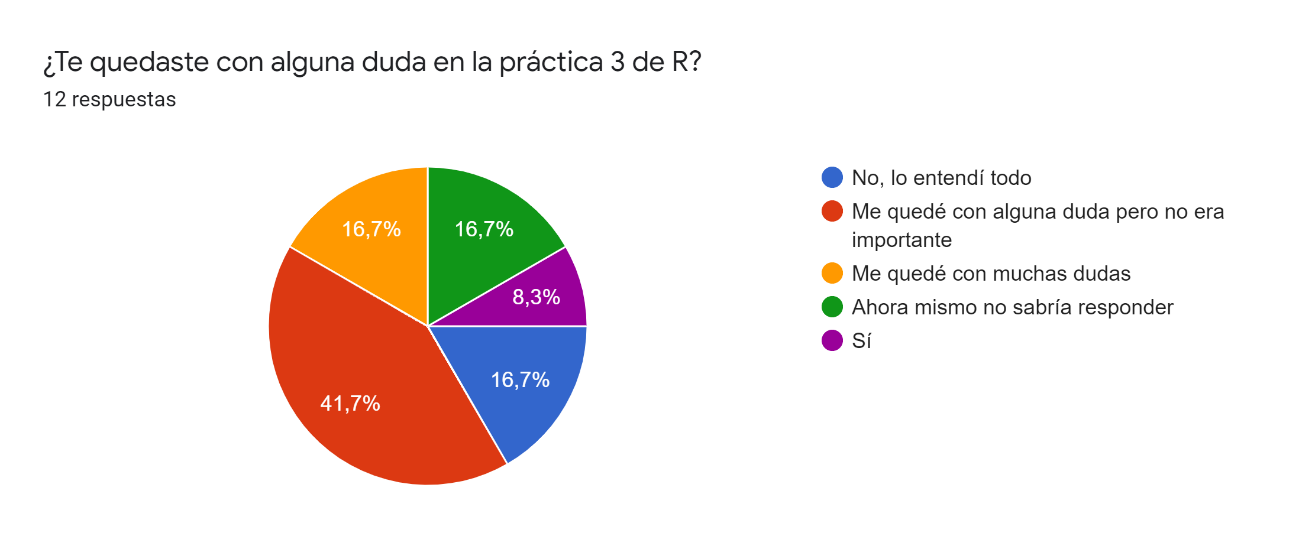 ¿Te quedaste con alguna duda en la práctica 3 de R?
12 respuestas
16,7%
16,7%
8,3%
16,7%
41,7%
No, lo entendí todo
Me quedé con alguna duda pero no era
importante
Me quedé con muchas dudas
Ahora mismo no sabría responder
Sí